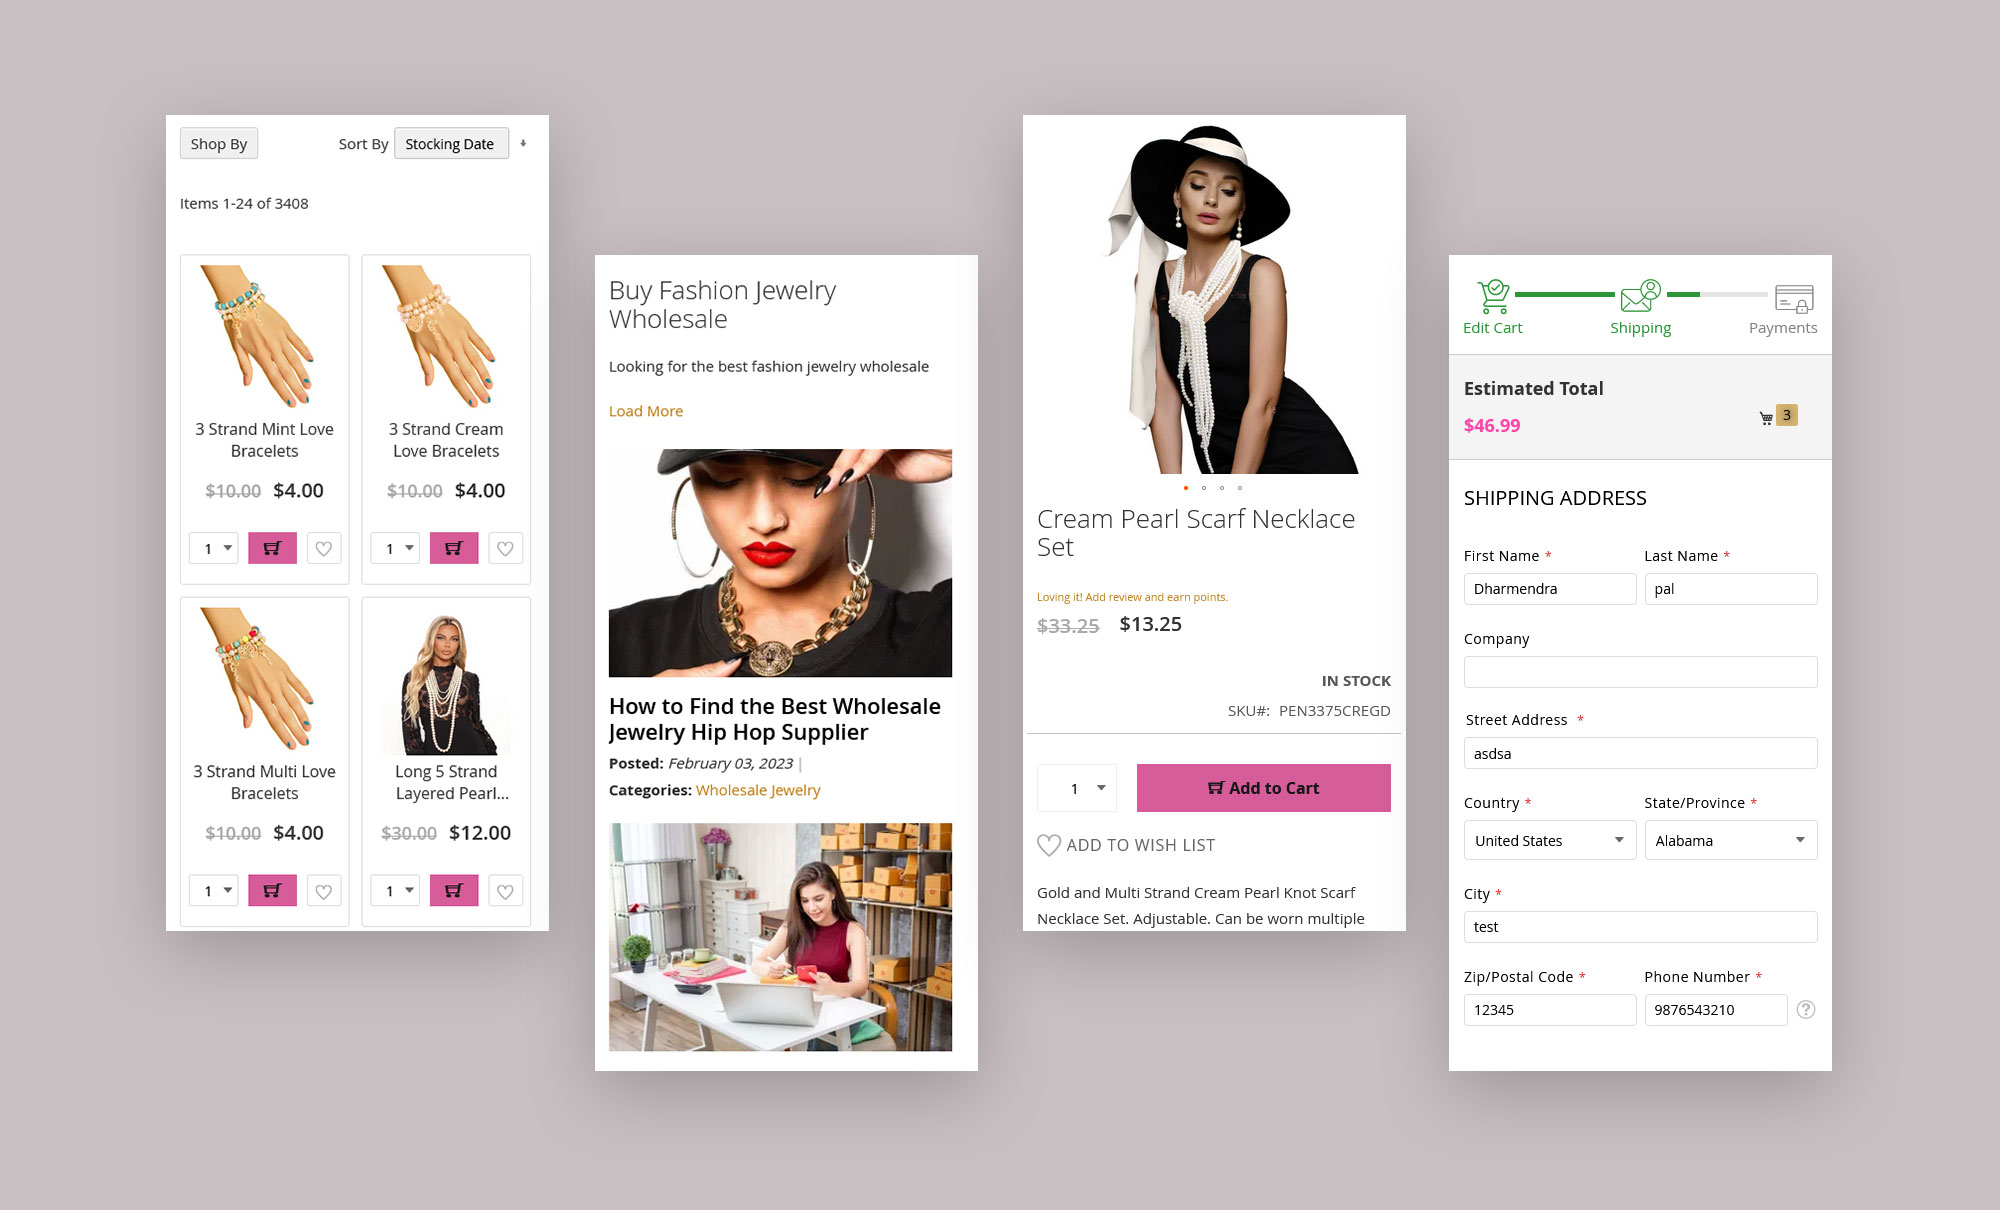 Shop By
Sort By Stocking Date
Items 1-24 of 3408
3 Strand Mint Love
Bracelets
$10.00 $4.00
1
3 Strand Cream
Love Bracelets
$10.00 $4.00
1
3 Strand Multi Love
Bracelets
$10.00 $4.00
1
Long 5 Strand
Layered Pearl...
$30.00 $12.00
1
Buy Fashion Jewelry
Wholesale
Looking for the best fashion jewelry wholesale
Load More
How to Find the Best Wholesale
Jewelry Hip Hop Supplier
Posted: February 03, 2023 |
Categories: Wholesale Jewelry
Cream Pearl Scarf Necklace
Set
Loving it! Add review and earn points.
$33.25 $13.25
IN STOCK
SKU#: PEN3375CREGD
1
Add to Cart
ADD TO WISH LIST
Gold and Multi Strand Cream Pearl Knot Scarf
Necklace Set. Adjustable. Can be worn multiple
Edit Cart Shipping Payments
Estimated Total
$46.99
3
SHIPPING ADDRESS
First Name * Last Name *
Dharmendra pal
Company
Street Address *
asdsa
Country * State/Province *
United States Alabama
City *
test
Zip/Postal Code * Phone Number *
12345 9876543210 ?